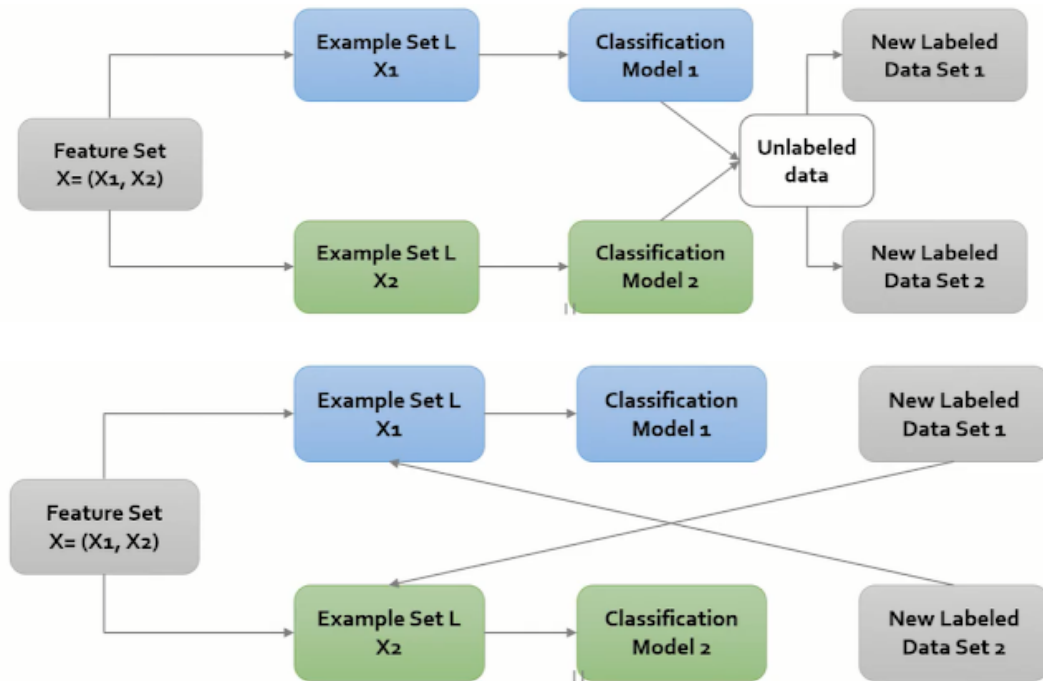 Example Set L
X1
Classification
Model 1
New Labeled
Data Set 1
Feature Set
X= (X1, X2)
Unlabeled
data
Example Set L
X2
Classification
Model 2
New Labeled
Data Set 2
Example Set L
X1
Classification
Model 1
New Labeled
Data Set 1
Feature Set
X= (X1, X2)
Example Set L
X2
Classification
Model 2
New Labeled
Data Set 2